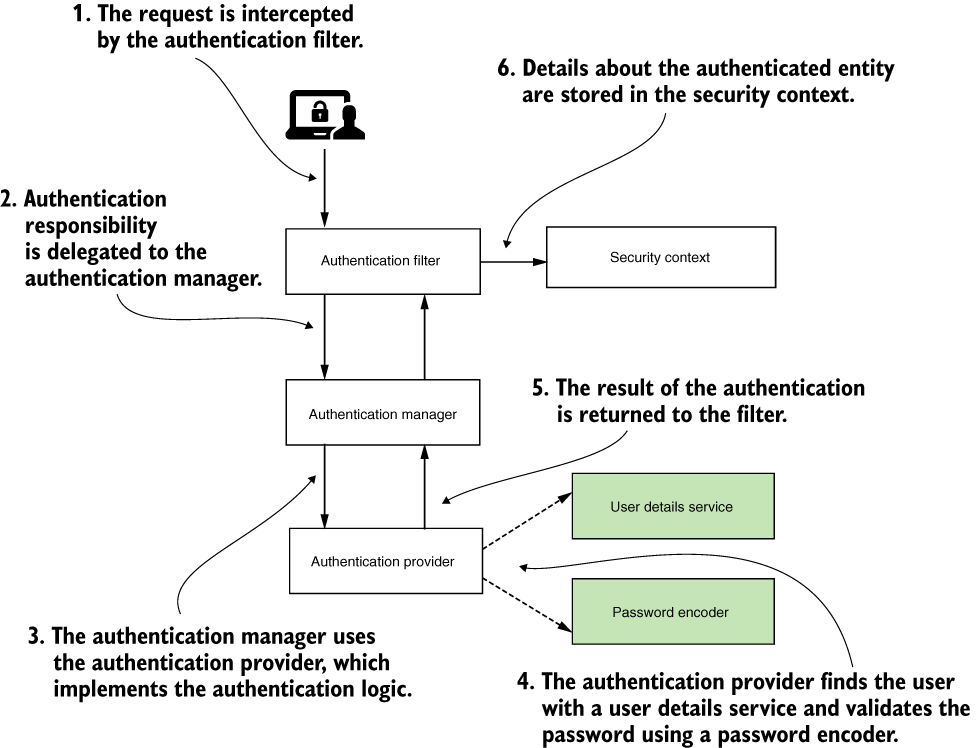 1. The request is intercepted
by the authentication filter.
6. Details about the authenticated entity
are stored in the security context.
2. Authentication
responsibility
is delegated to the
authentication manager.
Authentication filter
Security context
5. The result of the authentication
is returned to the filter.
Authentication manager
User details service
Authentication provider
Password encoder
3. The authentication manager uses
the authentication provider, which
implements the authentication logic.
4. The authentication provider finds the user
with a user details service and validates the
password using a password encoder.